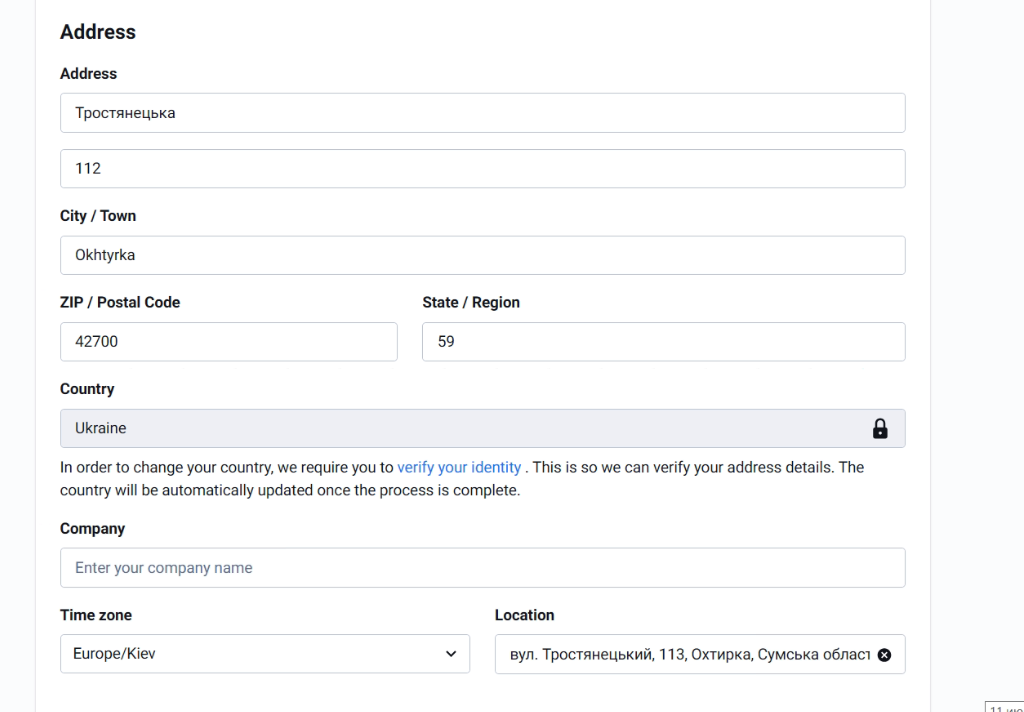 Address
Address
Тростянецька
112
City / Town
Okhtyrka
ZIP / Postal Code
State / Region
42700
59
Country
Ukraine
In order to change your country, we require you to verify your identity . This is so we can verify your address details. The
country will be automatically updated once the process is complete.
Company
Enter your company name
Time zone
Location
Europe/Kiev
вул. Тростянецький, 113, Охтирка, Сумська област